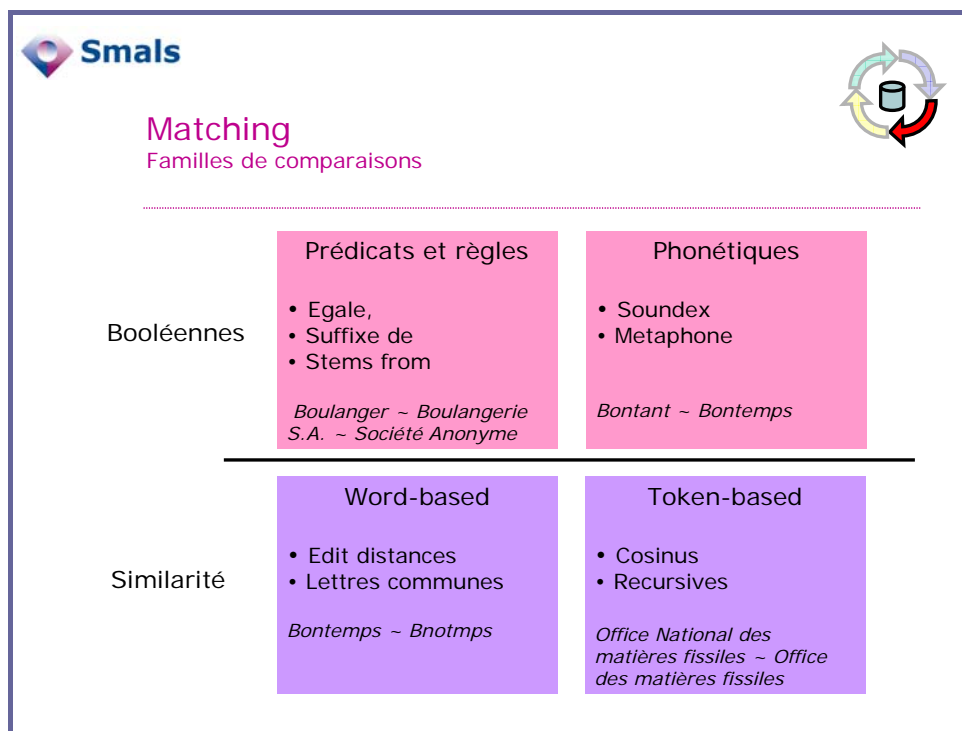 Smals
Matching
Familles de comparaisons
Booléennes
Prédicats et règles
• Egale,
• Suffixe de
• Stems from
Boulanger ~ Boulangerie
S.A. ~ Société Anonyme
Phonétiques
• Soundex
• Metaphone
Bontant ~ Bontemps
Similarité
Word-based
• Edit distances
• Lettres communes
Bontemps ~ Bnotmps
Token-based
• Cosinus
• Recursives
Office National des
matières fissiles ~ Office
des matières fissiles